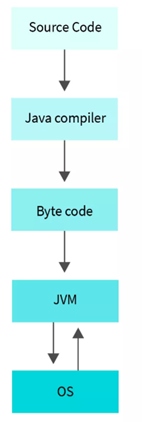 Source Code
Java compiler
Byte code
JVM
OS